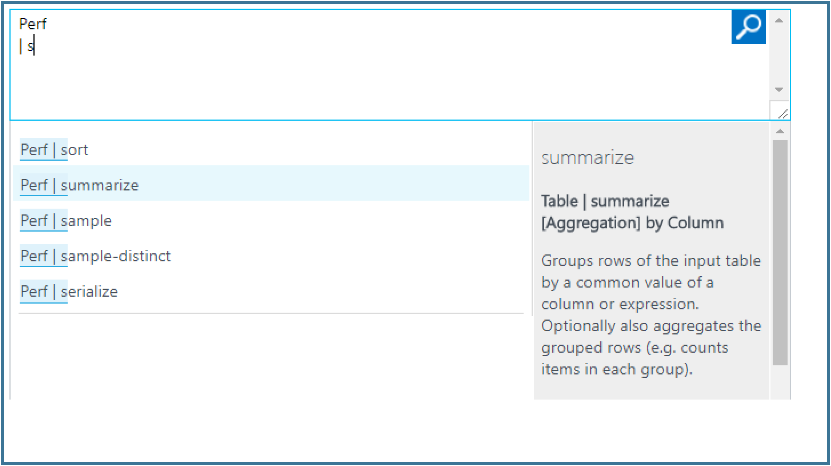 Perf
| s
Perf | sort
Perf | summarize
Perf | sample
Perf | sample-distinct
Perf | serialize
summarize
Table | summarize
[Aggregation] by Column
Groups rows of the input table
by a common value of a
column or expression.
Optionally also aggregates the
grouped rows (e.g. counts
items in each group).